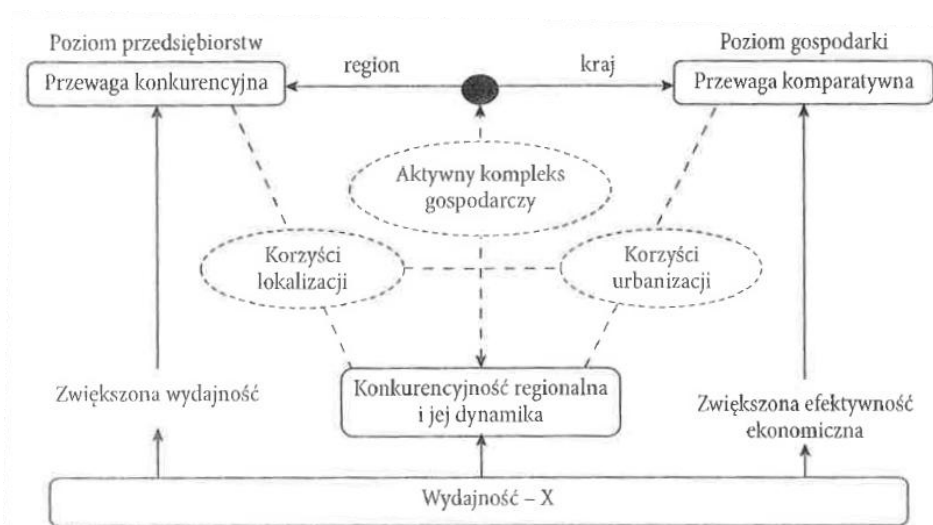 Poziom przedsiębiorstw
Poziom gospodarki
Przewaga konkurencyjna
region
kraj
Przewaga komparatywna
Aktywny kompleks
gospodarczy
Korzyści
lokalizacji
Korzyści
urbanizacji
Konkurencyjność regionalna
i jej dynamika
Zwiększona wydajność
Zwiększona efektywność
ekonomiczna
Wydajność – X